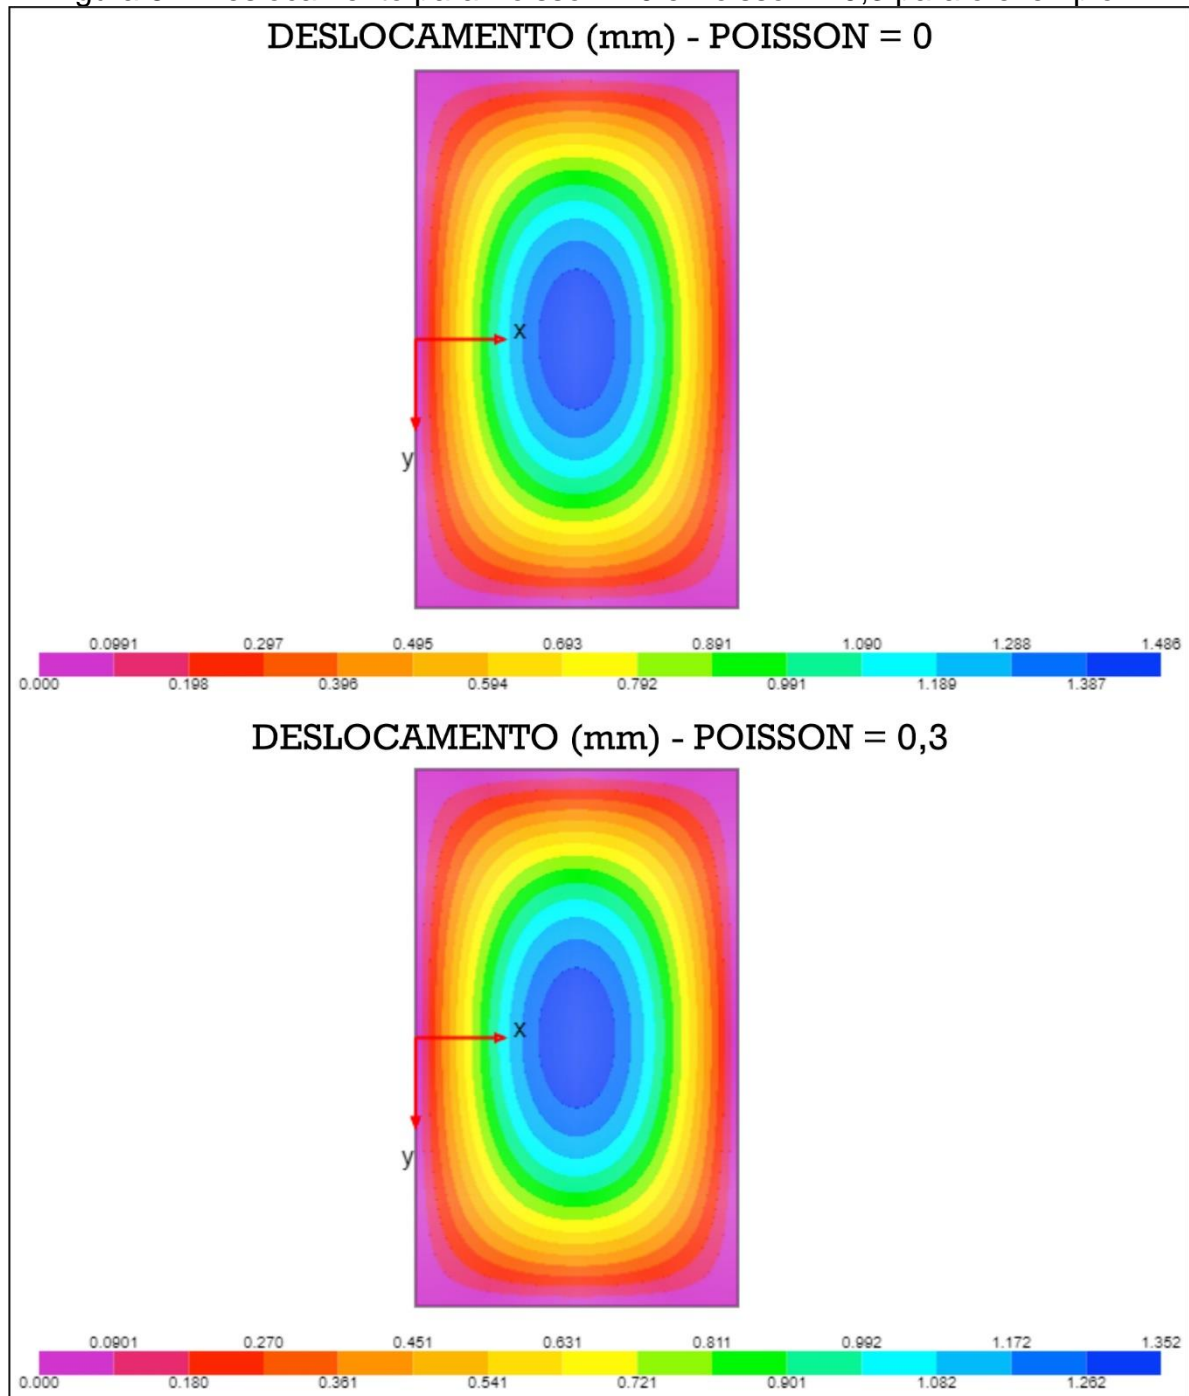 DESLOCAMENTO (mm) - POISSON = 0
x
y
0.0991 0.297 0.495 0.693 0.891 1.090 1.288 1.486
0.000 0.198 0.396 0.594 0.792 0.991 1.189 1.387
DESLOCAMENTO (mm) - POISSON = 0,3
x
y
0.0901 0.270 0.451 0.631 0.811 0.992 1.172 1.352
0.000 0.180 0.361 0.541 0.721 0.901 1.082 1.262